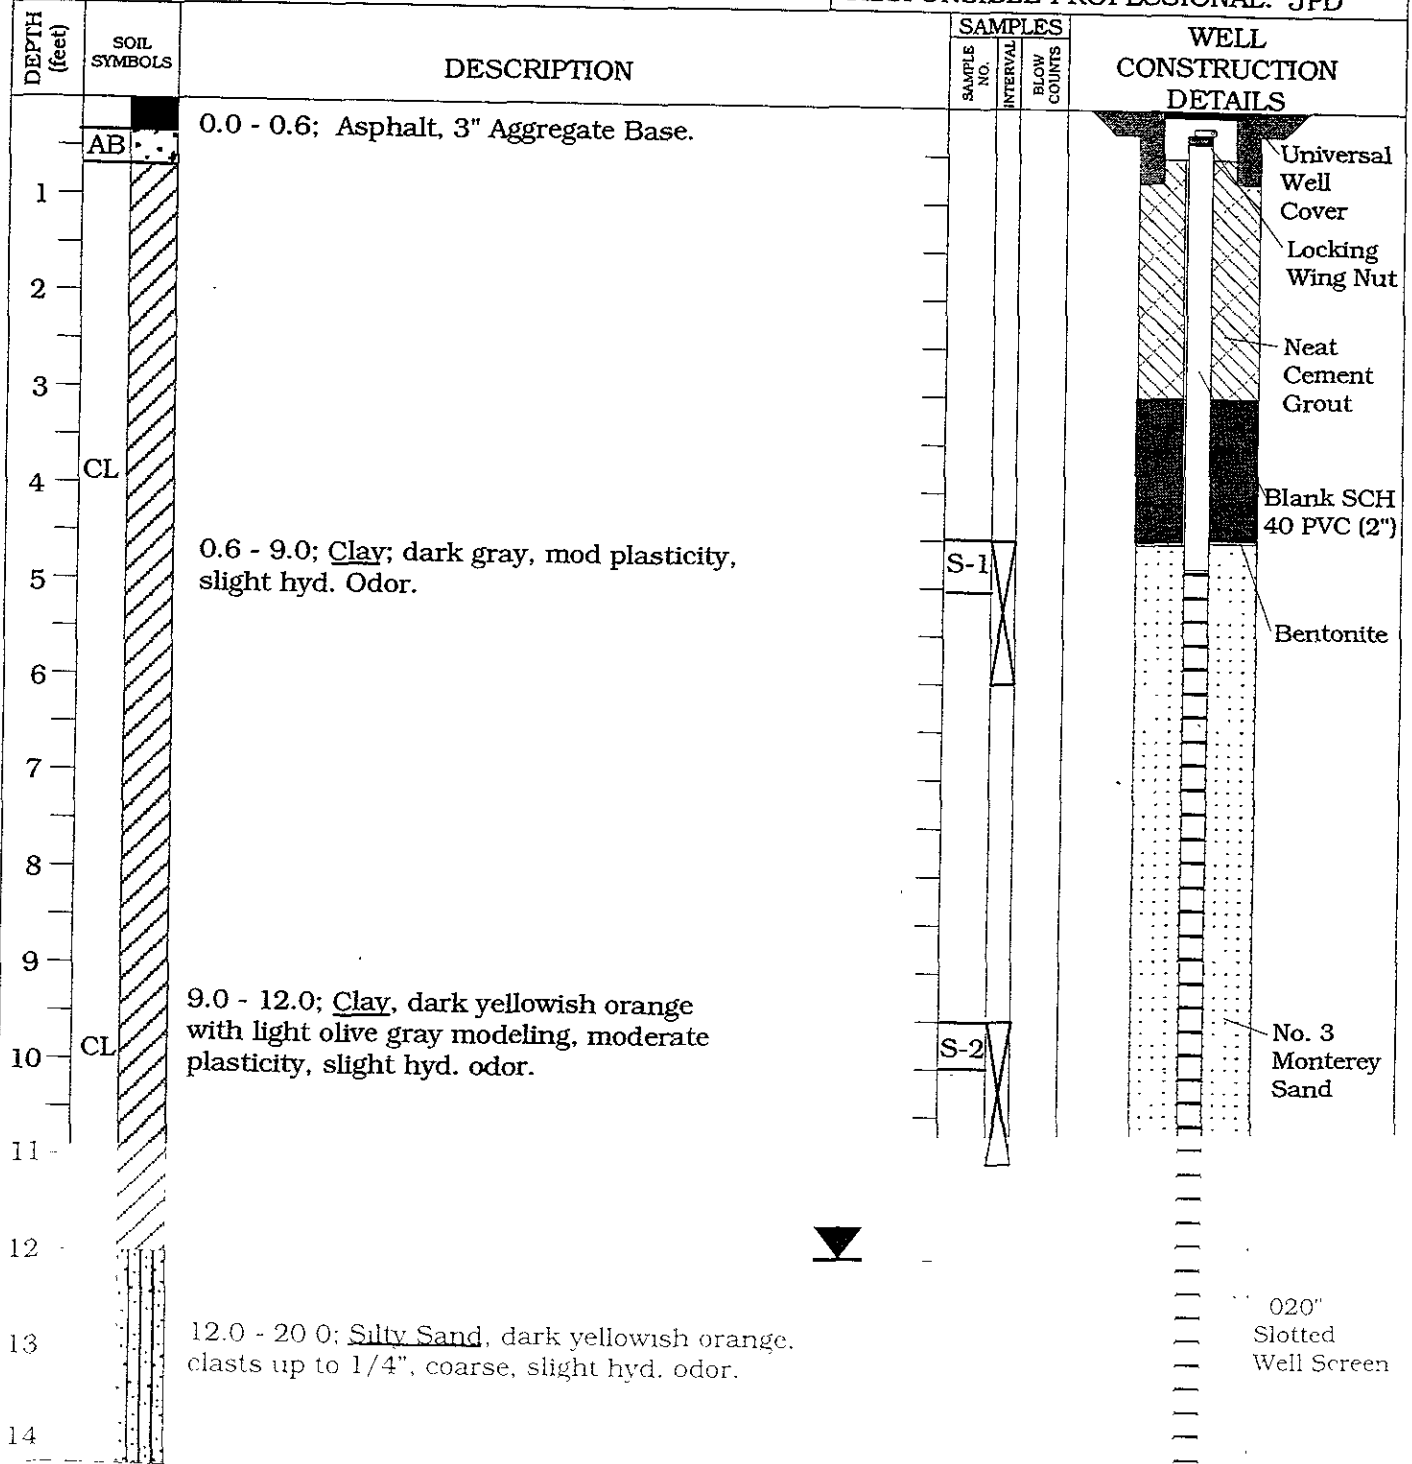 RESPONSIBLE PROFESSIONAL: JPD
DEPTH
(feet)
SOIL
SYMBOLS
DESCRIPTION
SAMPLES
SAMPLE
NO.
INTERVAL
BLOW
COUNTS
WELL
CONSTRUCTION
DETAILS
AB
0.0 - 0.6; Asphalt, 3" Aggregate Base.
Universal
Well
Cover
1
Locking
Wing Nut
2
Neat
Cement
Grout
3
CL
4
Blank SCH
40 PVC (2")
0.6 - 9.0; Clay; dark gray, mod plasticity,
slight hyd. Odor.
S-1
5
Bentonite
6
7
8
9
9.0 - 12.0; Clay, dark yellowish orange
with light olive gray modeling, moderate
plasticity, slight hyd. odor.
CL
10
S-2
No. 3
Monterey
Sand
11
12
020"
Slotted
Well Screen
13
12.0 - 20 0; Silty Sand, dark yellowish orange.
clasts up to 1/4", coarse, slight hyd. odor.
14